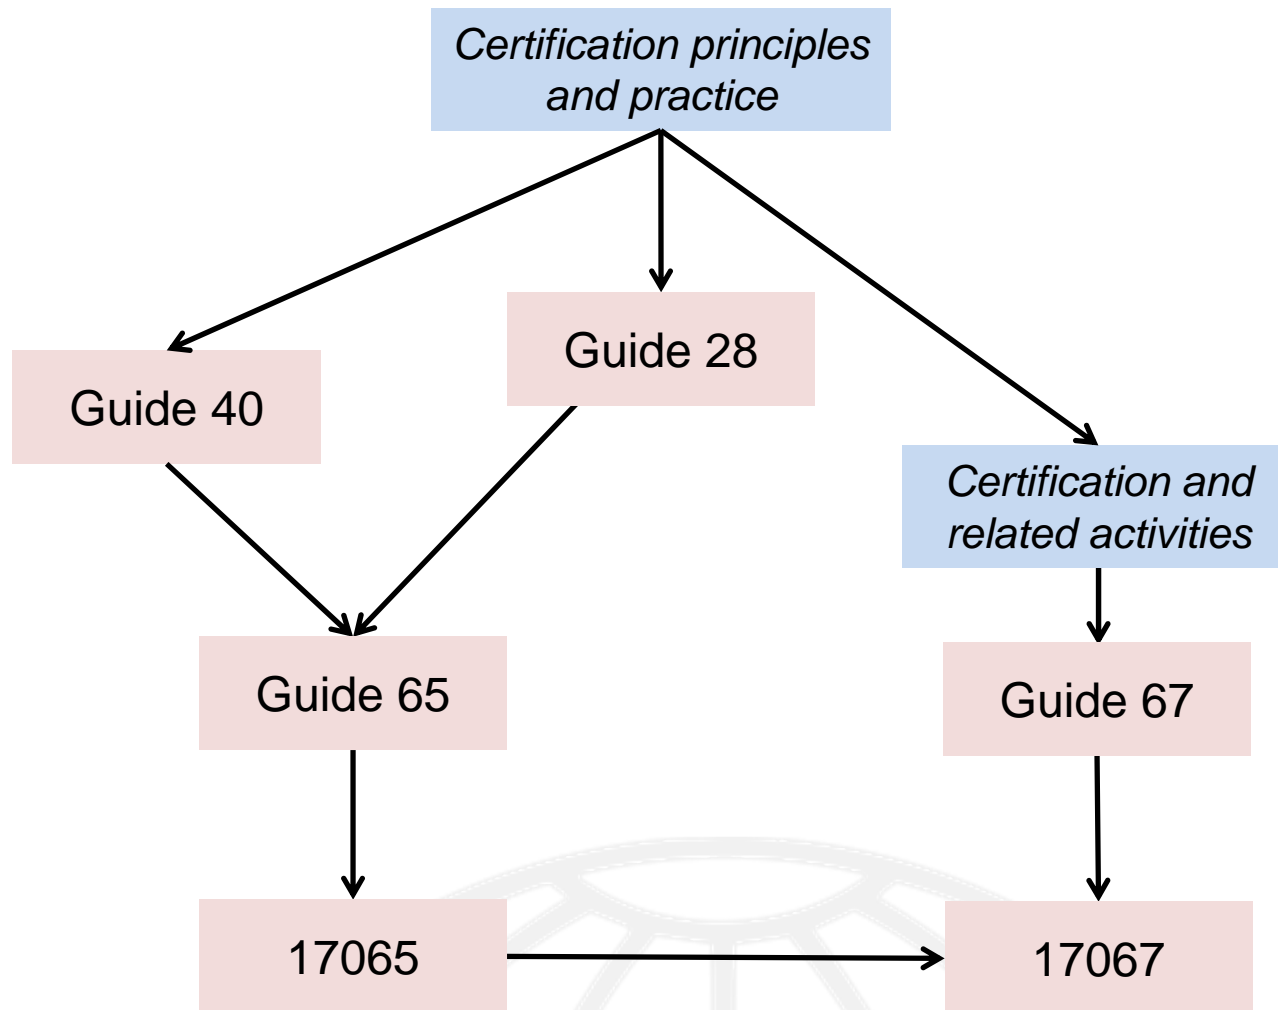 Certification principles
and practice
Guide 28
Guide 40
Certification and
related activities
Guide 65
Guide 67
17065
17067